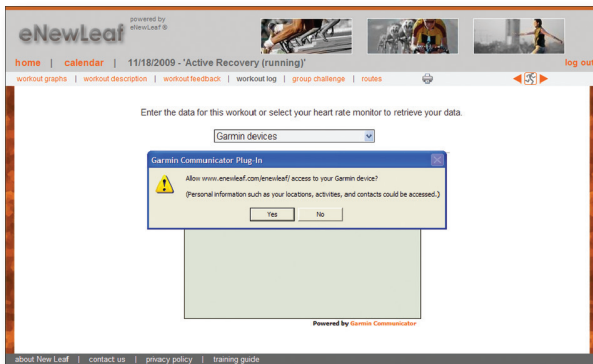 eNewLeaf
powered by
eNewLeaf®
home | calendar | 11/18/2009 - 'Active Recovery (running)'
log out
workout graphs | workout description | workout feedback | workout log | group challenge | routes
Enter the data for this workout or select your heart rate monitor to retrieve your data.
Garmin devices
Garmin Communicator Plug-In
Allow www.enewleaf.com/enewleaf/ access to your Garmin device?
(Personal information such as your locations, activities, and contacts could be accessed.)
Yes No
Powered by Garmin Communicator
about New Leaf | contact us | privacy policy | training guide